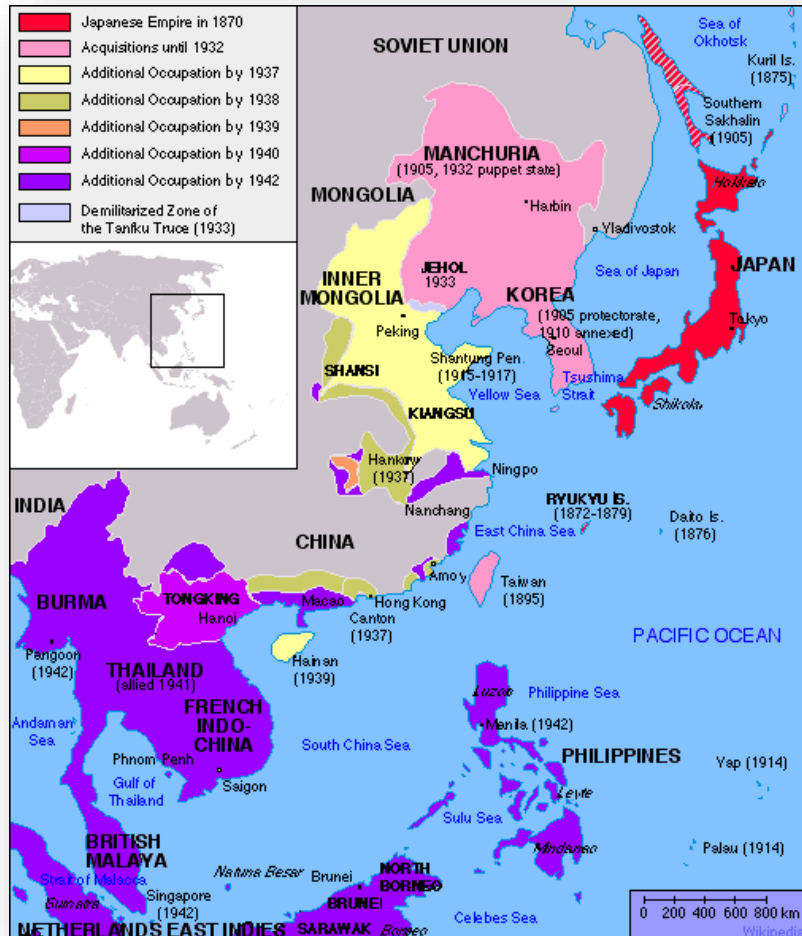 Japanese Empire in 1870
Acquisitions until 1932
Additional Occupation by 1937
Additional Occupation by 1938
Additional Occupation by 1939
Additional Occupation by 1940
Additional Occupation by 1942
Demilitarized Zone of
the Tanfku Truce (1933)
SOVIET UNION
Sea of
Okhotsk
Kuril Is.
(1875)
Southern
Sakhalin
(1905)
MANCHURIA
(1905, 1932 puppet state)
Harbin
MONGOLIA
Hokkaido
Vladivostok
Sea of Japan
JAPAN
JEHOL
1933
INNER
MONGOLIA
KOREA
(1905 protectorate,
1910 annexed)
Seoul
Tokyo
Peking
Shantung Pen.
(1915-1917)
SHANSI
Yellow Sea
Tsushima
Strait
Shikoku
KIANGSU
Hankow
(1937)
Ningpo
Nanchang
INDIA
RYUKYU IS.
(1872-1879)
Daito Is.
(1876)
East China Sea
CHINA
Amoy
Taiwan
(1895)
BURMA
TONGKING
Hanoi
Macao
Hong Kong
Canton
(1937)
PACIFIC OCEAN
Rangoon
(1942)
THAILAND
(allied 1941)
Hainan
(1939)
Luzon
Philippine Sea
Andaman
Sea
FRENCH
INDO-
CHINA
Manila (1942)
South China Sea
PHILIPPINES
Yap (1914)
Phnom Penh
Gulf of
Thailand
Saigon
Leyte
Sulu Sea
BRITISH
MALAYA
Mindanao
Palau (1914)
Strait of Malacca
Natuna Besar
Brunei
NORTH
BORNEO
Sumatra
Singapore
(1942)
BRUNEI
Celebes Sea
NETHERLANDS EAST INDIES
SARAWAK
Borneo
0 200 400 600 800 km
Wikipedia